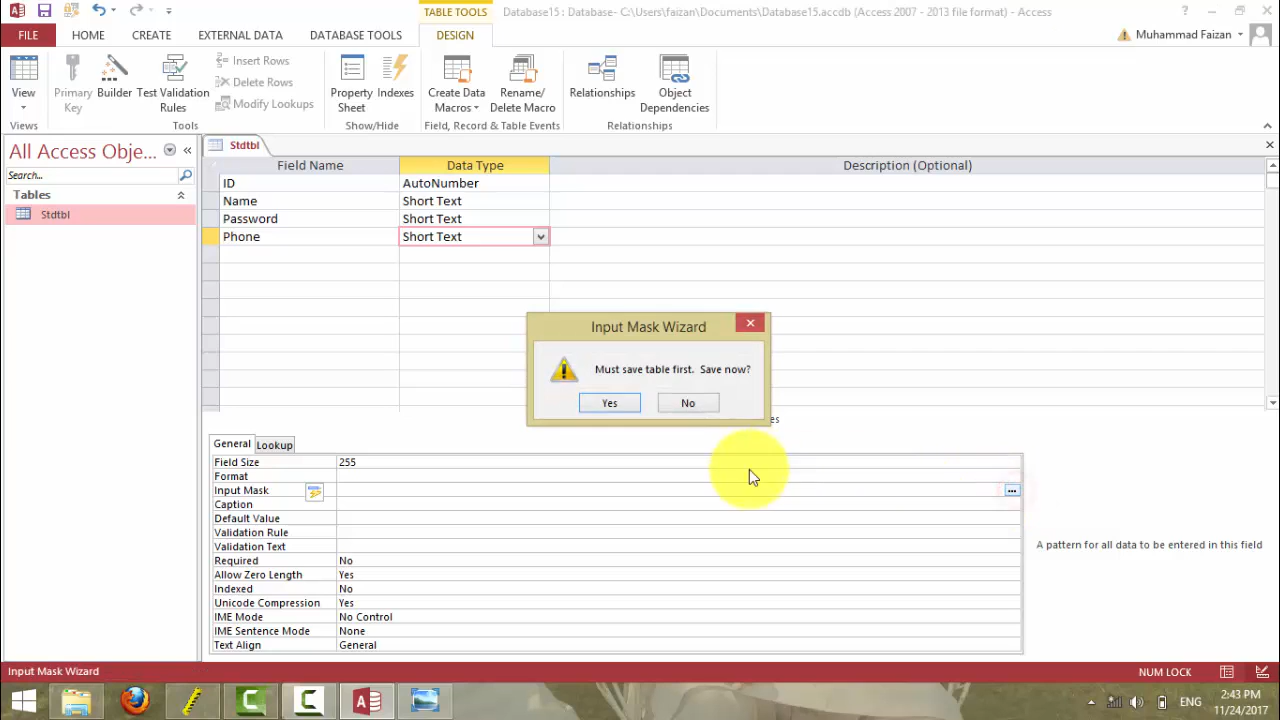 TABLE TOOLS
Database15 : Database- C:\Users\faizan\Documents\Database15.accdb (Access 2007 - 2013 file format) - Access
?
FILE
HOME
CREATE
EXTERNAL DATA
DATABASE TOOLS
DESIGN
Muhammad Faizan
View
Primary Key
Builder
Test Validation Rules
Insert Rows
Delete Rows
Modify Lookups
Property Sheet
Indexes
Create Data Macros
Rename/ Delete Macro
Relationships
Object Dependencies
Views
Tools
Show/Hide
Field, Record & Table Events
Relationships
All Access Obje...
Search...
Tables
Stdtbl
Stdtbl
Field Name Data Type Description (Optional)
ID AutoNumber
Name Short Text
Password Short Text
Phone Short Text
Input Mask Wizard
Must save table first. Save now?
Yes No
es
General Lookup
Field Size 255
Format
Input Mask
Caption
Default Value
Validation Rule
Validation Text
Required No
Allow Zero Length Yes
Indexed No
Unicode Compression Yes
IME Mode No Control
IME Sentence Mode None
Text Align General
A pattern for all data to be entered in this field
Input Mask Wizard
NUM LOCK
ENG
2:43 PM
11/24/2017